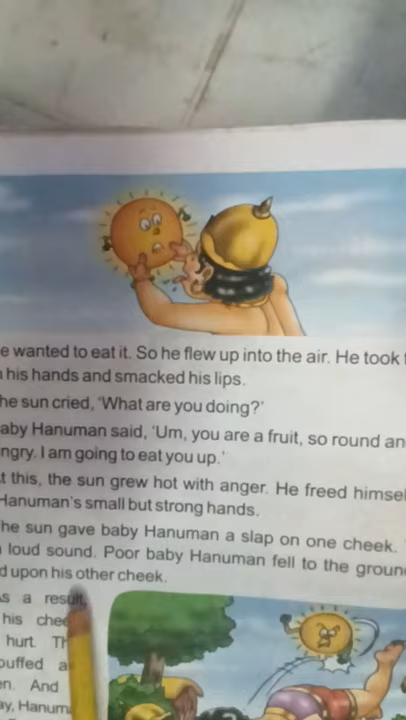 e wanted to eat it. So he flew up into the air. He took
his hands and smacked his lips.
he sun cried, 'What are you doing?'
aby Hanuman said, 'Um, you are a fruit, so round an
ngry. I am going to eat you up.'
t this, the sun grew hot with anger. He freed himsel
Hanuman's small but strong hands.
he sun gave baby Hanuman a slap on one cheek.
loud sound. Poor baby Hanuman fell to the groun
d upon his other cheek.
s a result,
his chee
hurt. Th
puffed a
en. And
ay, Hanum